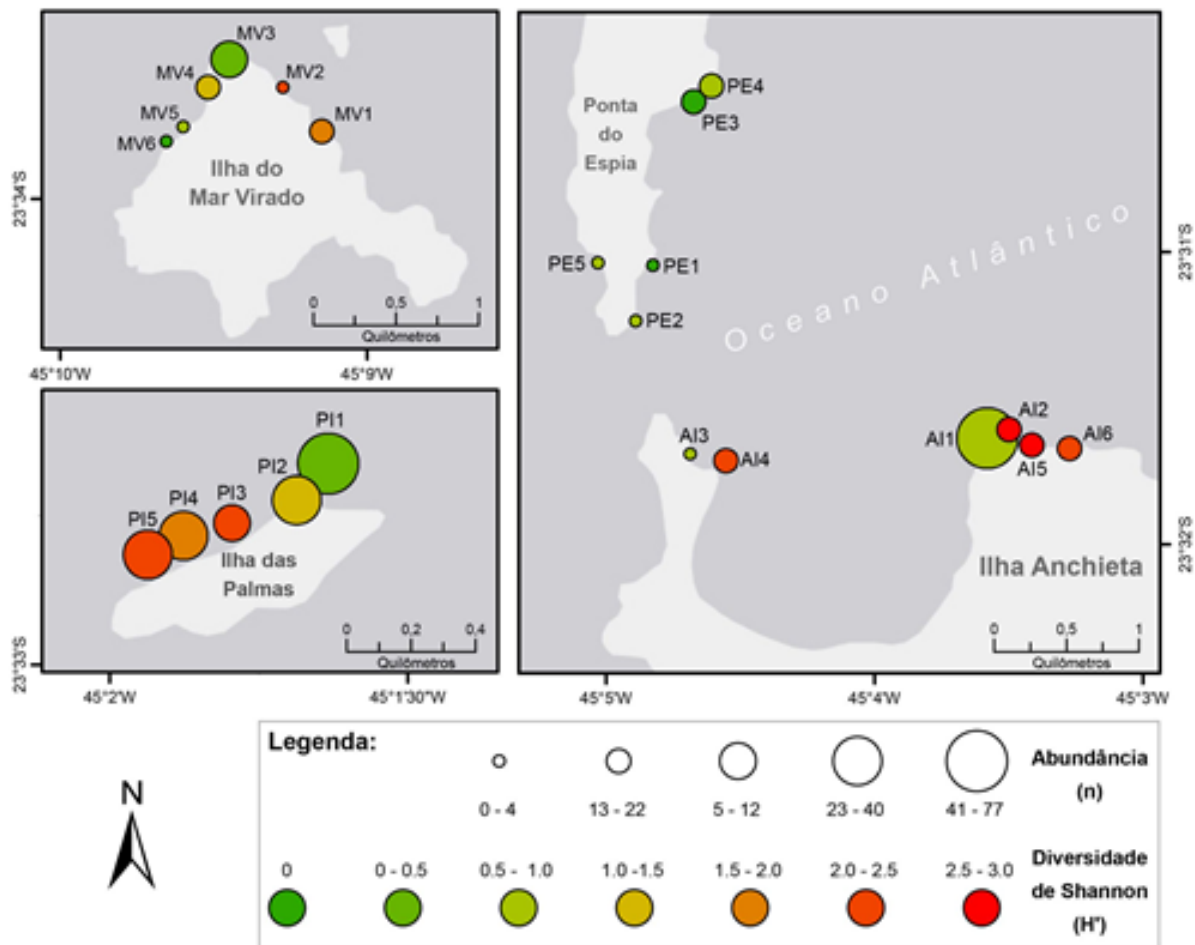 MV3
MV4
MV2
MV5
MV1
MV6
Ilha do
Mar Virado
0 0,5 1
Quilômetros
23°34'S
45°10'W 45°9'W
PI1
PI2
PI3
PI4
PI5
Ilha das
Palmas
0 0,2 0,4
Quilômetros
23°33'S
45°2'W 45°1'30"W
PE4
Ponta
do
Espia
PE3
PE5 PE1
PE2
Oceano Atlântico
23°31'S
AI2
AI1
AI3
AI4
AI5
AI6
23°32'S
Ilha Anchieta
0 0,5 1
Quilômetros
45°5'W 45°4'W 45°3'W
N
Legenda:
Abundância
(n)
0 - 4 13 - 22 5 - 12 23 - 40 41 - 77
0 0 - 0.5 0.5 - 1.0 1.0 -1.5 1.5 - 2.0 2.0 - 2.5 2.5 - 3.0
Diversidade
de Shannon
(H')